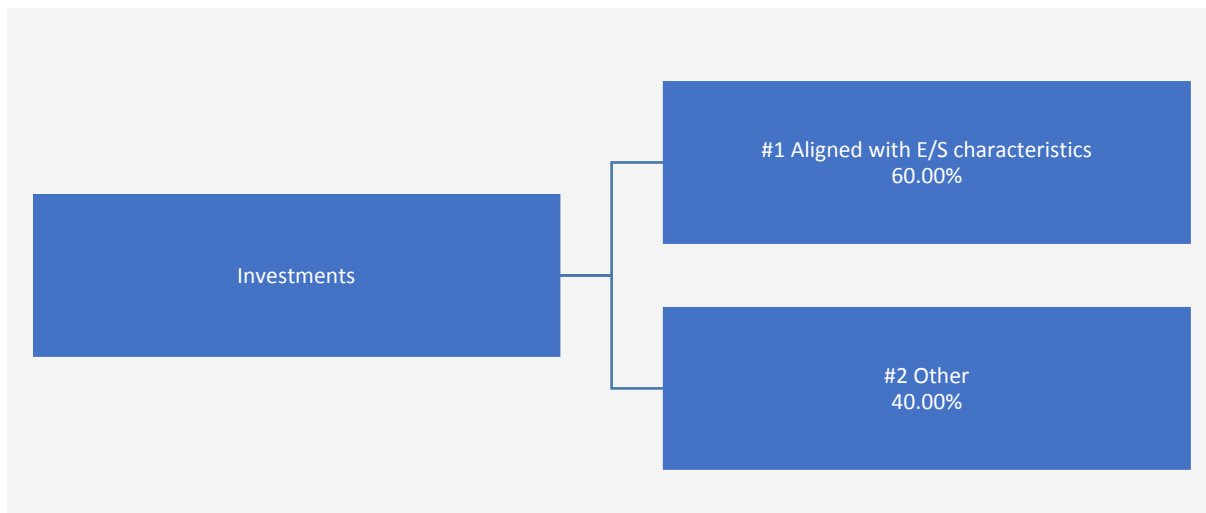 Investments
#1 Aligned with E/S characteristics
60.00%
#2 Other
40.00%